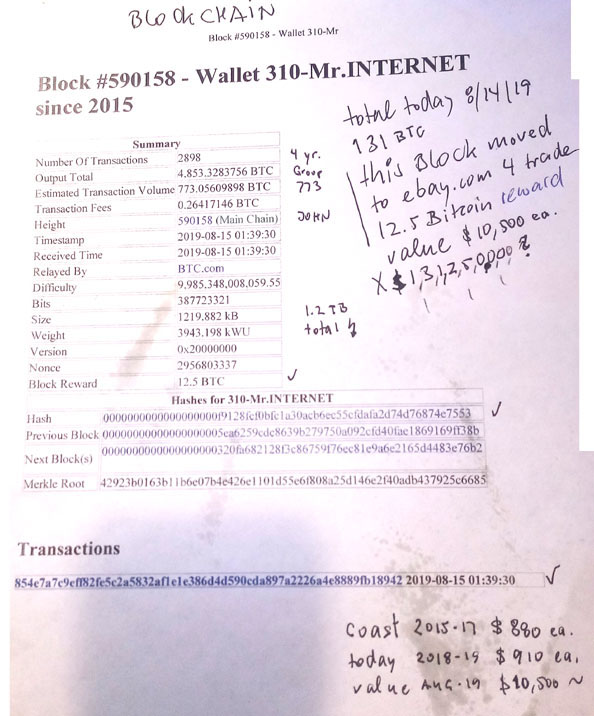 BLOCKCHAIN
Block #590158 - Wallet 310-Mr
Block #590158 - Wallet 310-Mr.INTERNET
since 2015
total today 8/14/19
131 BTC
this Block moved
to ebay.com 4 trade
12.5 Bitcoin reward
value $10,500 ea.
Summary
Number Of Transactions 2898
Output Total 4,853.3283756 BTC
Estimated Transaction Volume 773.05609898 BTC
Transaction Fees 0.26417146 BTC
Height 590158 (Main Chain)
Timestamp 2019-08-15 01:39:30
Received Time 2019-08-15 01:39:30
Relayed By BTC.com
Difficulty 9,985,348,008,059.55
Bits 387723321
Size 1219.882 kB
Weight 3943.198 kWU
Version 0x20000000
Nonce 2956803337
Block Reward 12.5 BTC
4 yr.
Group
773
JOHN
1.2 TB
total
Hashes for 310-Mr.INTERNET
Hash
Previous Block
Next Block(s)
Merkle Root
Transactions
2019-08-15 01:39:30
coast 2015-17 $880 ea.
today 2018-19 $910 ea.
value Aug-19 $10,500 ~